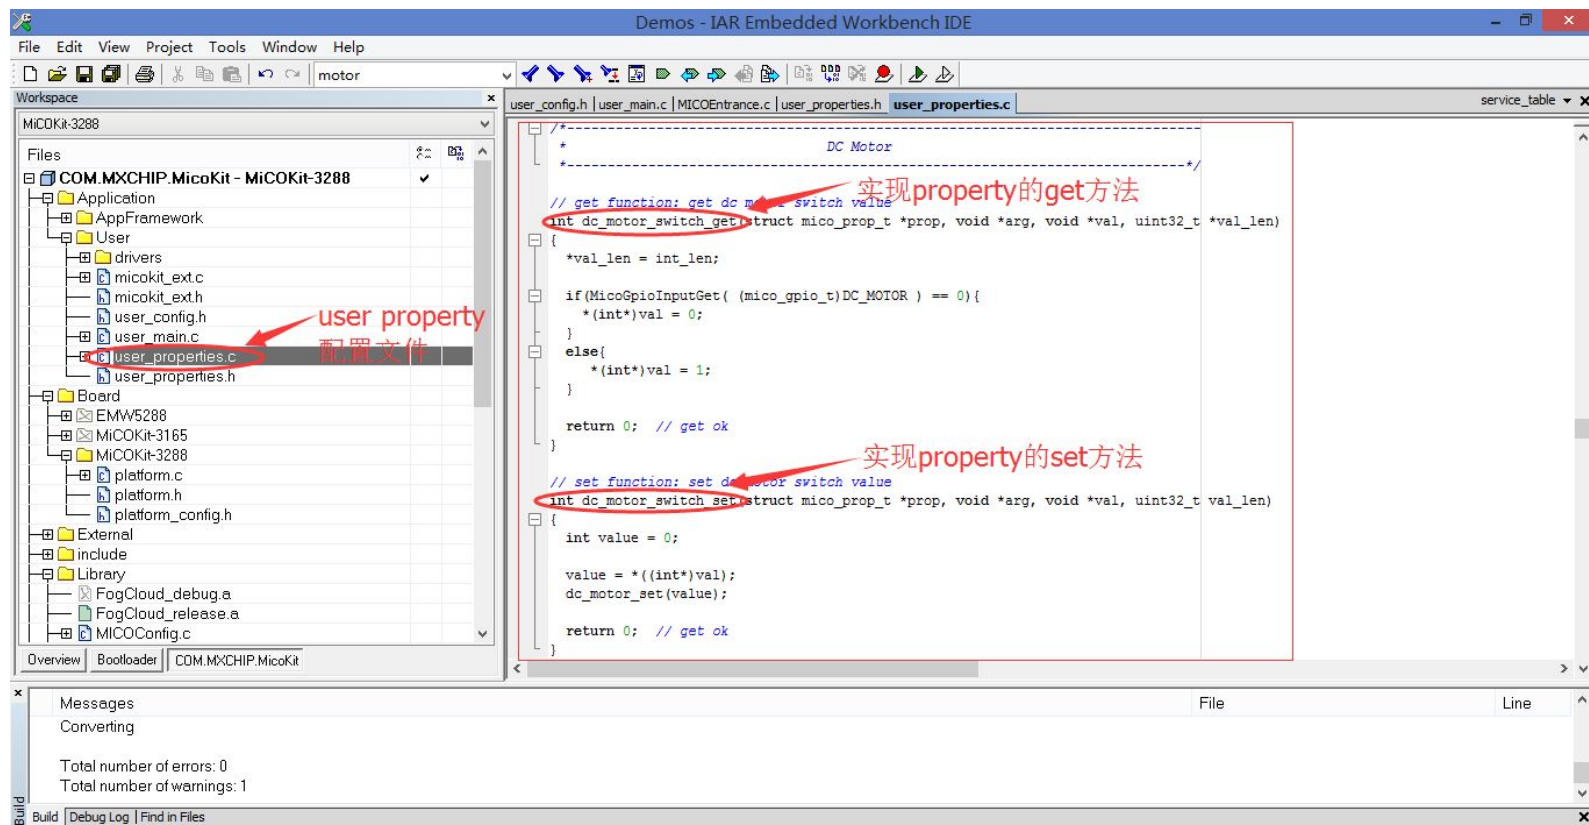 Demos - IAR Embedded Workbench IDE
File Edit View Project Tools Window Help
motor
Workspace
MiCOKit-3288
Files
COM.MXCHIP.MicoKit - MiCOKit-3288
Application
AppFramework
User
drivers
micokit_ext.c
micokit_ext.h
user_config.h
user_main.c
user_properties.c
user_properties.h
Board
EMW5288
MiCOKit-3165
MiCOKit-3288
platform.c
platform.h
platform_config.h
External
include
Library
FogCloud_debug.a
FogCloud_release.a
MICOConfig.c
Overview Bootloader COM.MXCHIP.MicoKit
user property
配置文件
user_config.h user_main.c MICOEntrance.c user_properties.h user_properties.c service_table
/*-----------------------------------------------------------------------------------
* DC Motor
*-----------------------------------------------------------------------------------*/
实现property的get方法
// get function: get dc motor switch value
int dc_motor_switch_get(struct mico_prop_t *prop, void *arg, void *val, uint32_t *val_len)
{
*val_len = int_len;
if(MicoGpioInputGet( (mico_gpio_t)DC_MOTOR ) == 0){
*(int*)val = 0;
}
else{
*(int*)val = 1;
}
return 0; // get ok
}
实现property的set方法
// set function: set dc motor switch value
int dc_motor_switch_set(struct mico_prop_t *prop, void *arg, void *val, uint32_t val_len)
{
int value = 0;
value = *((int*)val);
dc_motor_set(value);
return 0; // get ok
}
Messages File Line
Converting
Total number of errors: 0
Total number of warnings: 1
Build
Build Debug Log Find in Files